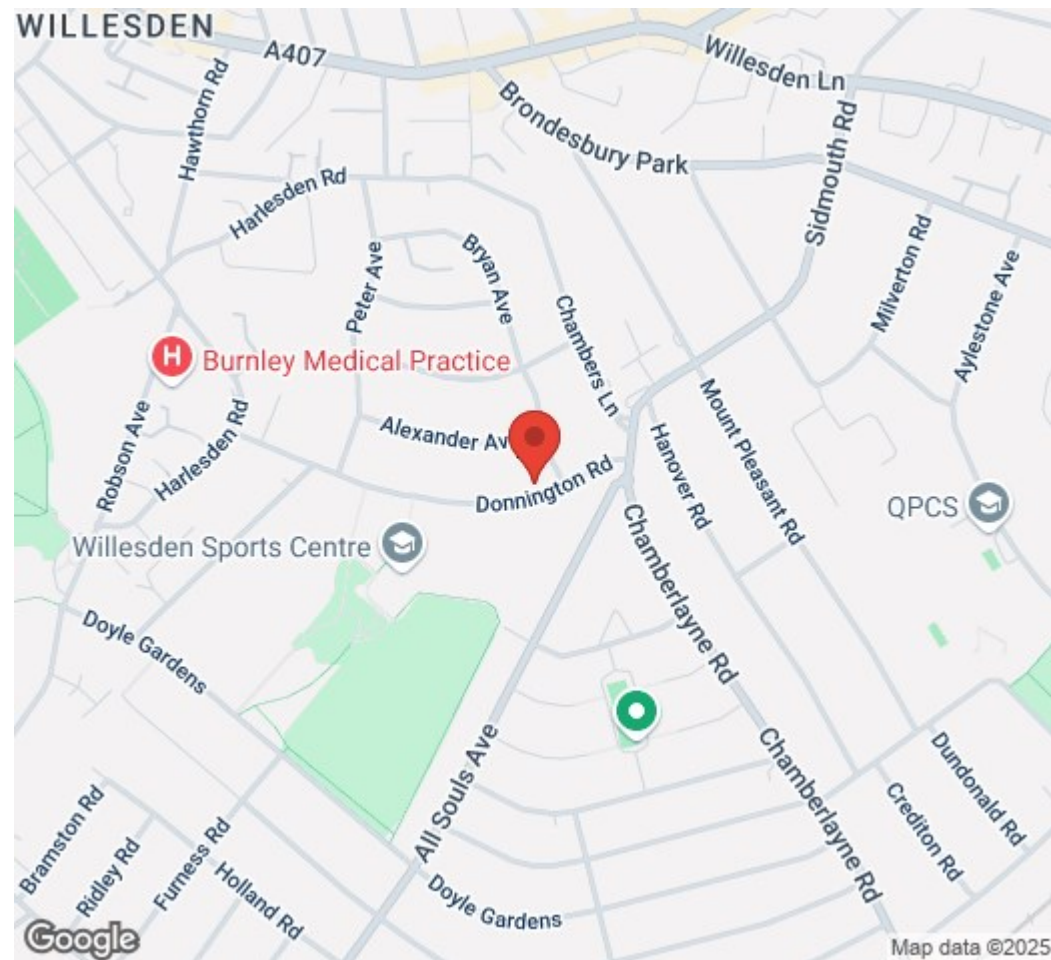 WILLESDEN
A407
Willesden Ln
Hawthorn Rd
Brondesbury Park
Sidmouth Rd
Harlesden Rd
Peter Ave
Bryan Ave
Milverton Rd
Aylestone Ave
Chambers Ln
Burnley Medical Practice
Robson Ave
Harlesden Rd
Alexander Av
Mount Pleasant Rd
Hanover Rd
Donnington Rd
QPCS
Willesden Sports Centre
Chamberlayne Rd
Doyle Gardens
All Souls Ave
Chamberlayne Rd
Dundonald Rd
Crediton Rd
Bramston Rd
Ridley Rd
Furness Rd
Holland Rd
Doyle Gardens
Google
Map data ©2025